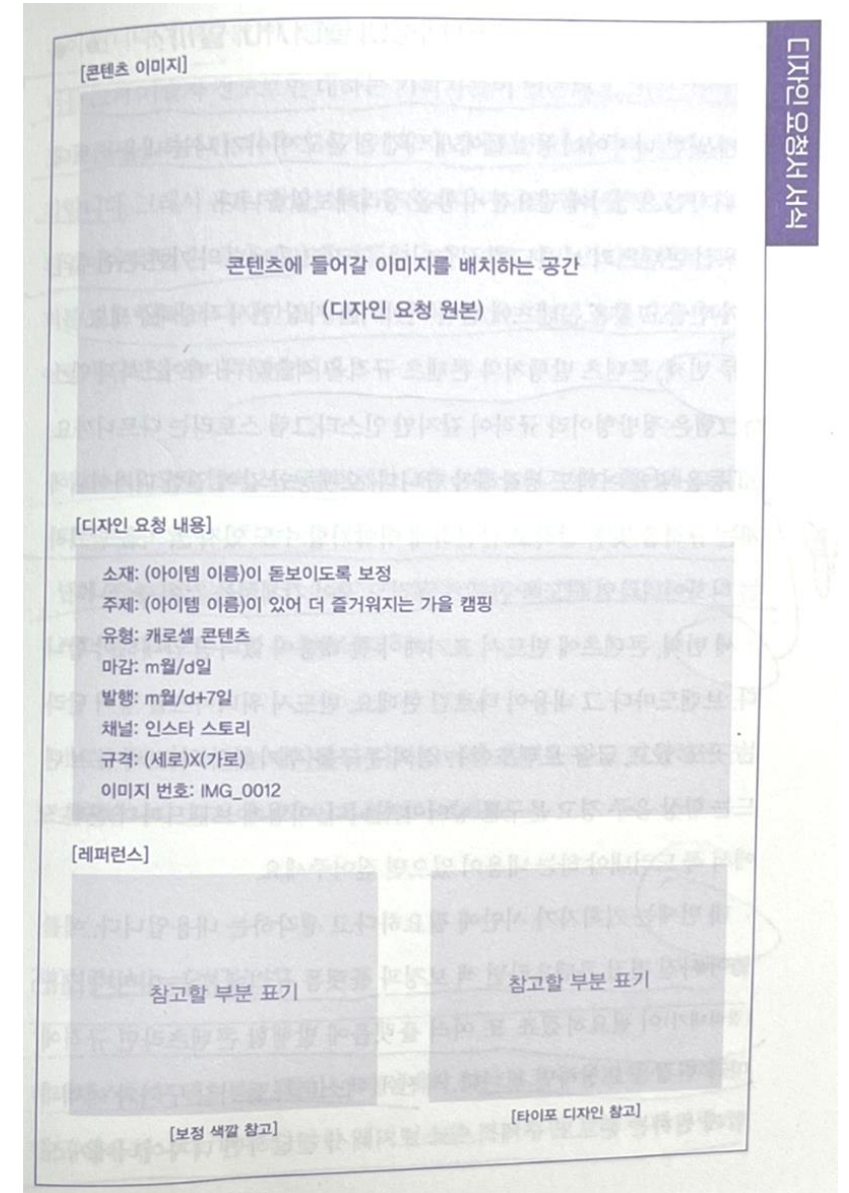 디자인 요청서 서식
[콘텐츠 이미지]
콘텐츠에 들어갈 이미지를 배치하는 공간
(디자인 요청 원본)
[디자인 요청 내용]
소재: (아이템 이름)이 돋보이도록 보정
주제: (아이템 이름)이 있어 더 즐거워지는 가을 캠핑
유형: 캐로셀 콘텐츠
마감: m월/d일
발행: m월/d+7일
채널: 인스타 스토리
규격: (세로)X(가로)
이미지 번호: IMG_0012
[레퍼런스]
참고할 부분 표기
참고할 부분 표기
[보정 색깔 참고]
[타이포 디자인 참고]